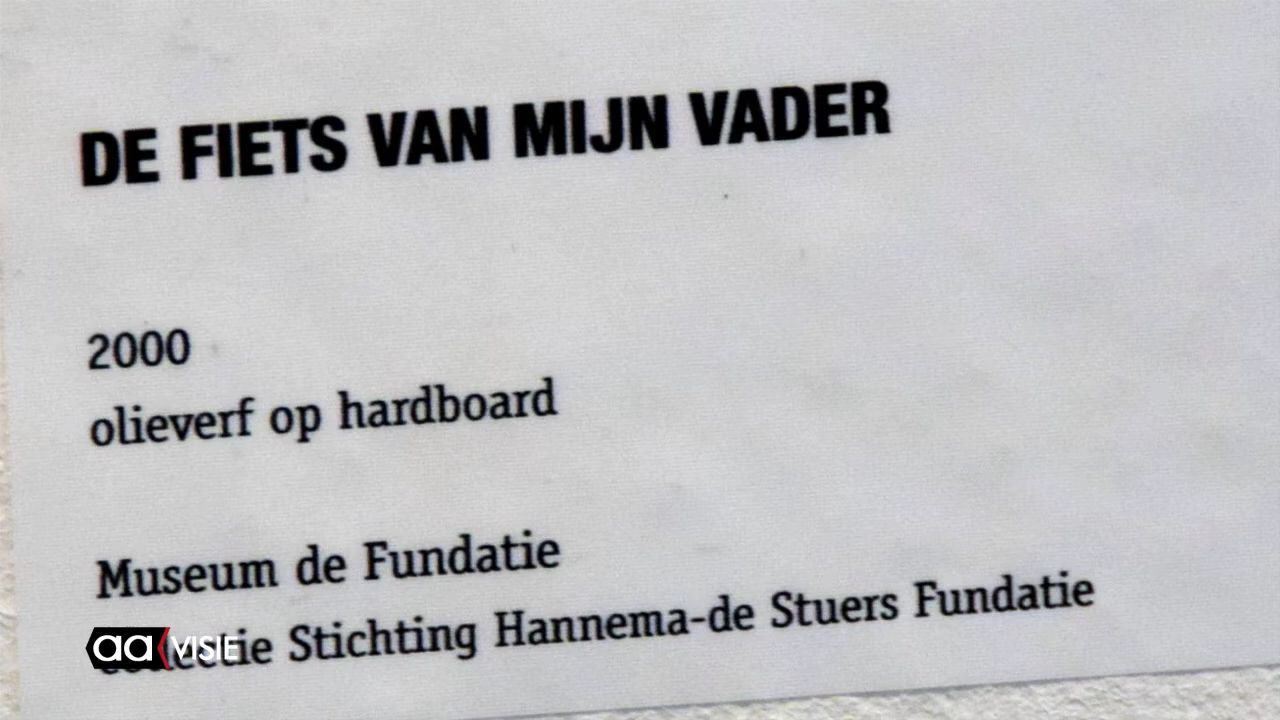 DE FIETS VAN MIJN VADER
2000
olieverf op hardboard
Museum de Fundatie
Stichting Hannema-de Stuers Fundatie
aa VISIE